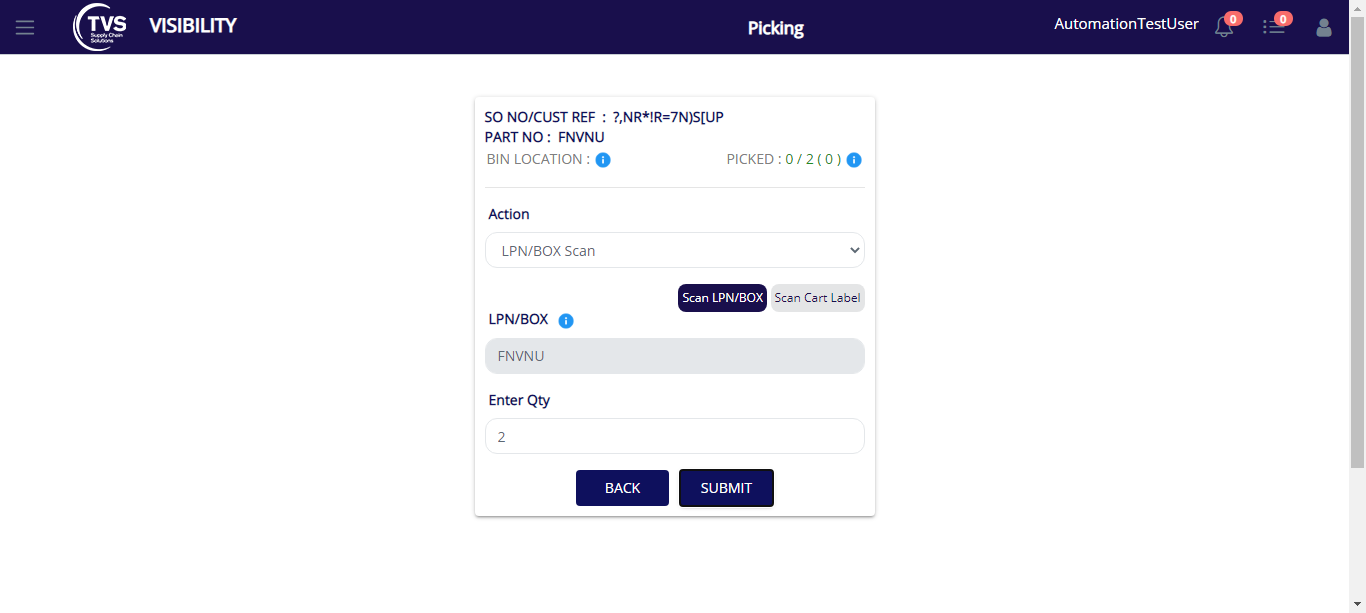 TVS
Supply Chain
Solutions
VISIBILITY
Picking
AutomationTestUser
0
0
SO NO/CUST REF : ?,NR*!R=7N)S[UP
PART NO : FNVNU
BIN LOCATION : i
PICKED : 0 / 2 ( 0 ) i
Action
LPN/BOX Scan
Scan LPN/BOX
Scan Cart Label
LPN/BOX i
FNVNU
Enter Qty
2
BACK
SUBMIT